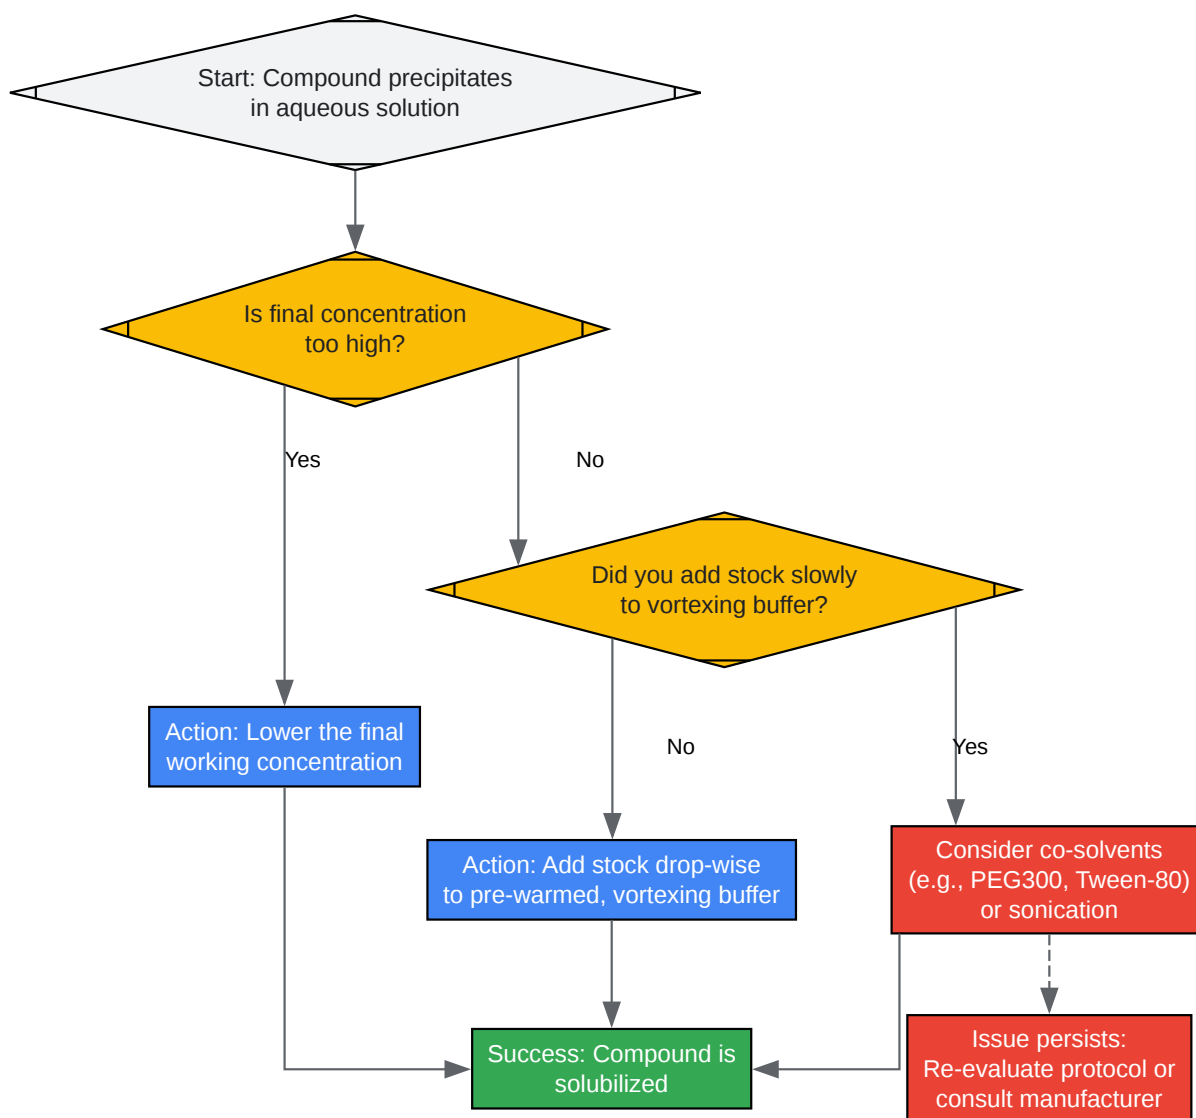 Start: Compound precipitates
in aqueous solution
Is final concentration
too high?
Yes
No
Did you add stock slowly
to vortexing buffer?
Action: Lower the final
working concentration
No
Yes
Action: Add stock drop-wise
to pre-warmed, vortexing buffer
Consider co-solvents
(e.g., PEG300, Tween-80)
or sonication
Success: Compound is
solubilized
Issue persists:
Re-evaluate protocol or
consult manufacturer